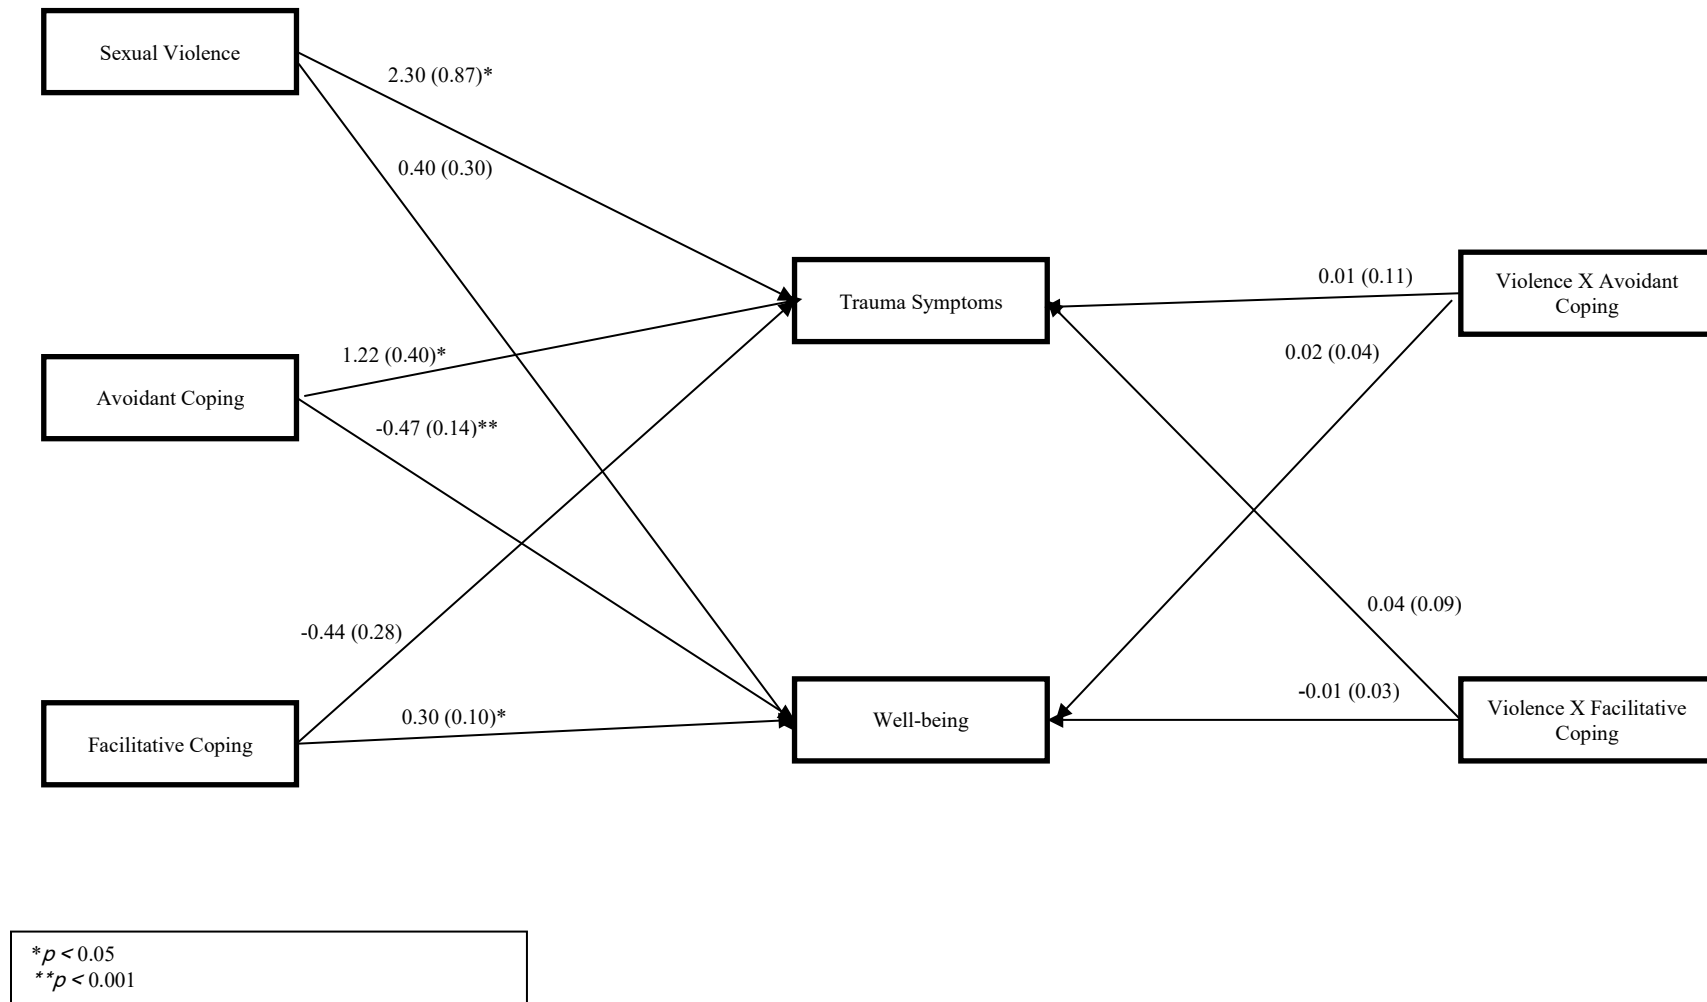 Sexual Violence
2.30 (0.87)*
0.40 (0.30)
Trauma Symptoms
0.01 (0.11)
Violence X Avoidant
Coping
0.02 (0.04)
1.22 (0.40)*
Avoidant Coping
-0.47 (0.14)**
-0.44 (0.28)
0.04 (0.09)
Facilitative Coping
0.30 (0.10)*
Well-being
-0.01 (0.03)
Violence X Facilitative
Coping
*p < 0.05
**p < 0.001